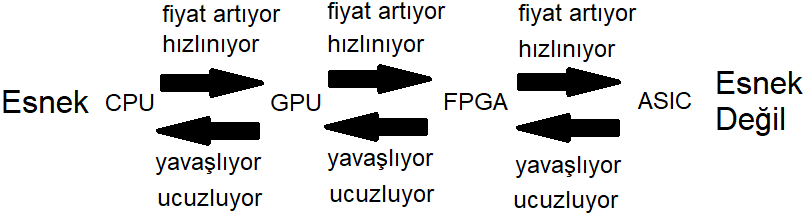 fiyat artıyor
hızlınıyor
fiyat artıyor
hızlınıyor
fiyat artıyor
hızlınıyor
Esnek
CPU
GPU
FPGA
ASIC
Esnek
Değil
yavaşlıyor
ucuzluyor
yavaşlıyor
ucuzluyor
yavaşlıyor
ucuzluyor